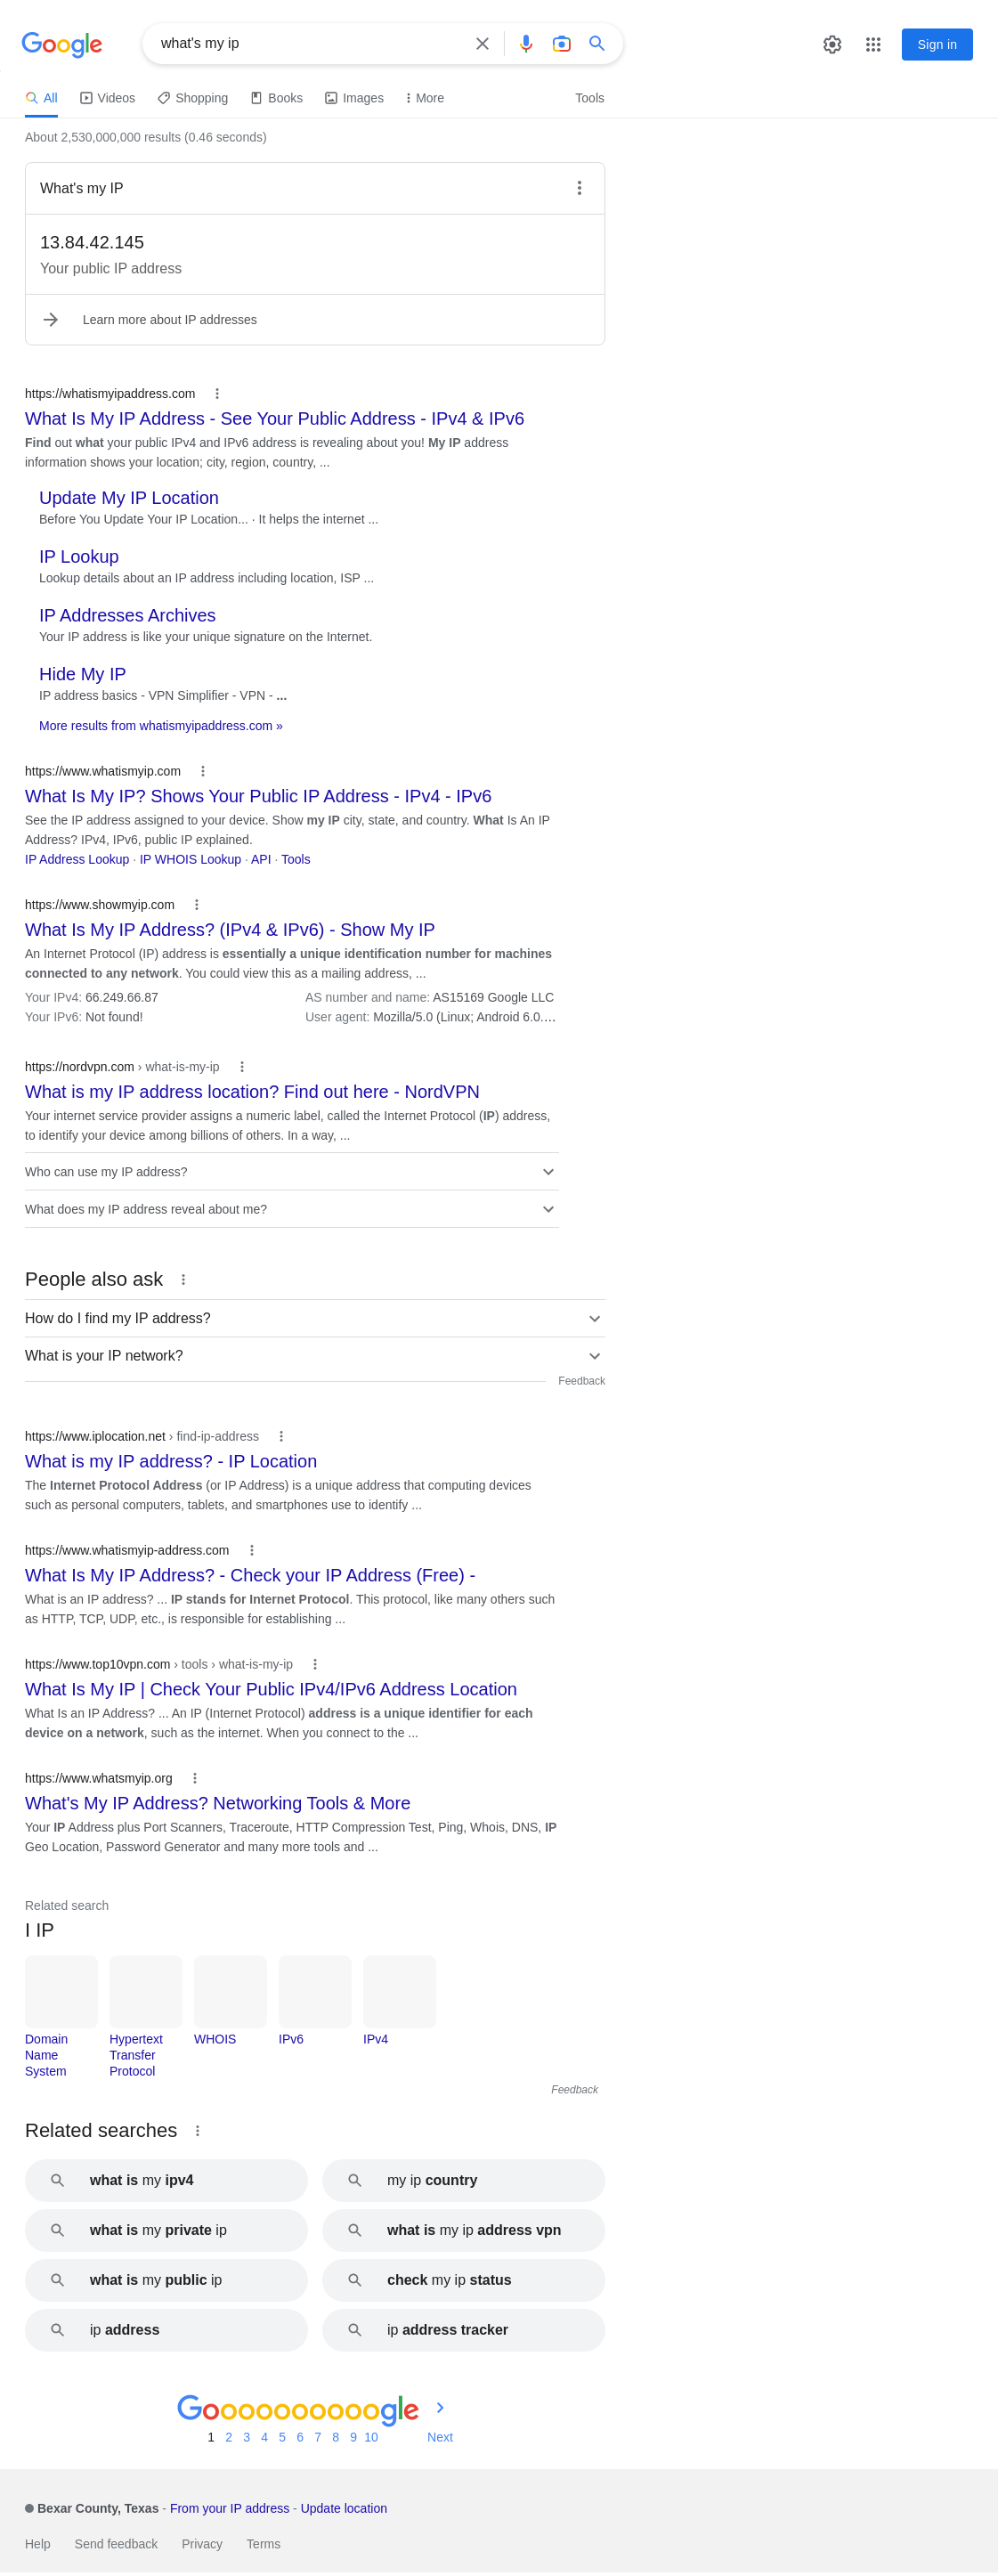 Google
what's my ip
Sign in
All
Videos
Shopping
Books
Images
More
Tools
About 2,530,000,000 results (0.46 seconds)
What's my IP
13.84.42.145
Your public IP address
Learn more about IP addresses
https://whatismyipaddress.com
What Is My IP Address - See Your Public Address - IPv4 & IPv6
Find out what your public IPv4 and IPv6 address is revealing about you! My IP address
information shows your location; city, region, country, ...
Update My IP Location
Before You Update Your IP Location... · It helps the internet ...
IP Lookup
Lookup details about an IP address including location, ISP ...
IP Addresses Archives
Your IP address is like your unique signature on the Internet.
Hide My IP
IP address basics - VPN Simplifier - VPN - ...
More results from whatismyipaddress.com »
https://www.whatismyip.com
What Is My IP? Shows Your Public IP Address - IPv4 - IPv6
See the IP address assigned to your device. Show my IP city, state, and country. What Is An IP
Address? IPv4, IPv6, public IP explained.
IP Address Lookup · IP WHOIS Lookup · API · Tools
https://www.showmyip.com
What Is My IP Address? (IPv4 & IPv6) - Show My IP
An Internet Protocol (IP) address is essentially a unique identification number for machines
connected to any network. You could view this as a mailing address, ...
Your IPv4: 66.249.66.87
AS number and name: AS15169 Google LLC
Your IPv6: Not found!
User agent: Mozilla/5.0 (Linux; Android 6.0....
https://nordvpn.com › what-is-my-ip
What is my IP address location? Find out here - NordVPN
Your internet service provider assigns a numeric label, called the Internet Protocol (IP) address,
to identify your device among billions of others. In a way, ...
Who can use my IP address?
What does my IP address reveal about me?
People also ask
How do I find my IP address?
What is your IP network?
Feedback
https://www.iplocation.net › find-ip-address
What is my IP address? - IP Location
The Internet Protocol Address (or IP Address) is a unique address that computing devices
such as personal computers, tablets, and smartphones use to identify ...
https://www.whatismyip-address.com
What Is My IP Address? - Check your IP Address (Free) -
What is an IP address? ... IP stands for Internet Protocol. This protocol, like many others such
as HTTP, TCP, UDP, etc., is responsible for establishing ...
https://www.top10vpn.com › tools › what-is-my-ip
What Is My IP | Check Your Public IPv4/IPv6 Address Location
What Is an IP Address? ... An IP (Internet Protocol) address is a unique identifier for each
device on a network, such as the internet. When you connect to the ...
https://www.whatsmyip.org
What's My IP Address? Networking Tools & More
Your IP Address plus Port Scanners, Traceroute, HTTP Compression Test, Ping, Whois, DNS, IP
Geo Location, Password Generator and many more tools and ...
Related search
I IP
Domain
Name
System
Hypertext
Transfer
Protocol
WHOIS
IPv6
IPv4
Feedback
Related searches
what is my ipv4
my ip country
what is my private ip
what is my ip address vpn
what is my public ip
check my ip status
ip address
ip address tracker
Goooooooooogle
1 2 3 4 5 6 7 8 9 10 Next
Bexar County, Texas - From your IP address - Update location
Help
Send feedback
Privacy
Terms